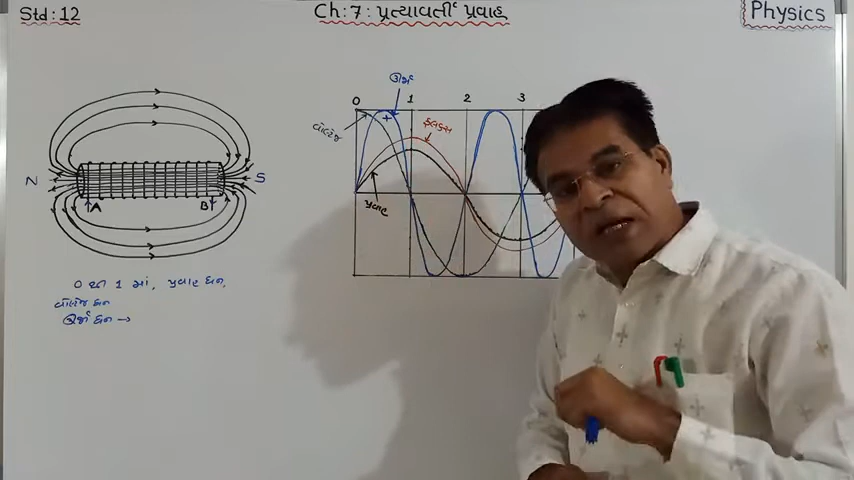 Std: 12
Ch: 7: પ્રત્યાવર્તી પ્રવાહ
Physics
0 1 2 3
ઊર્જા
વોલ્ટેજ
+
ફ્લક્સ
પ્રવાહ
N S
A B
0 થી 1 માં, પ્રવાહ ધન,
વોલ્ટેજ ધન
ઊર્જા ધન →